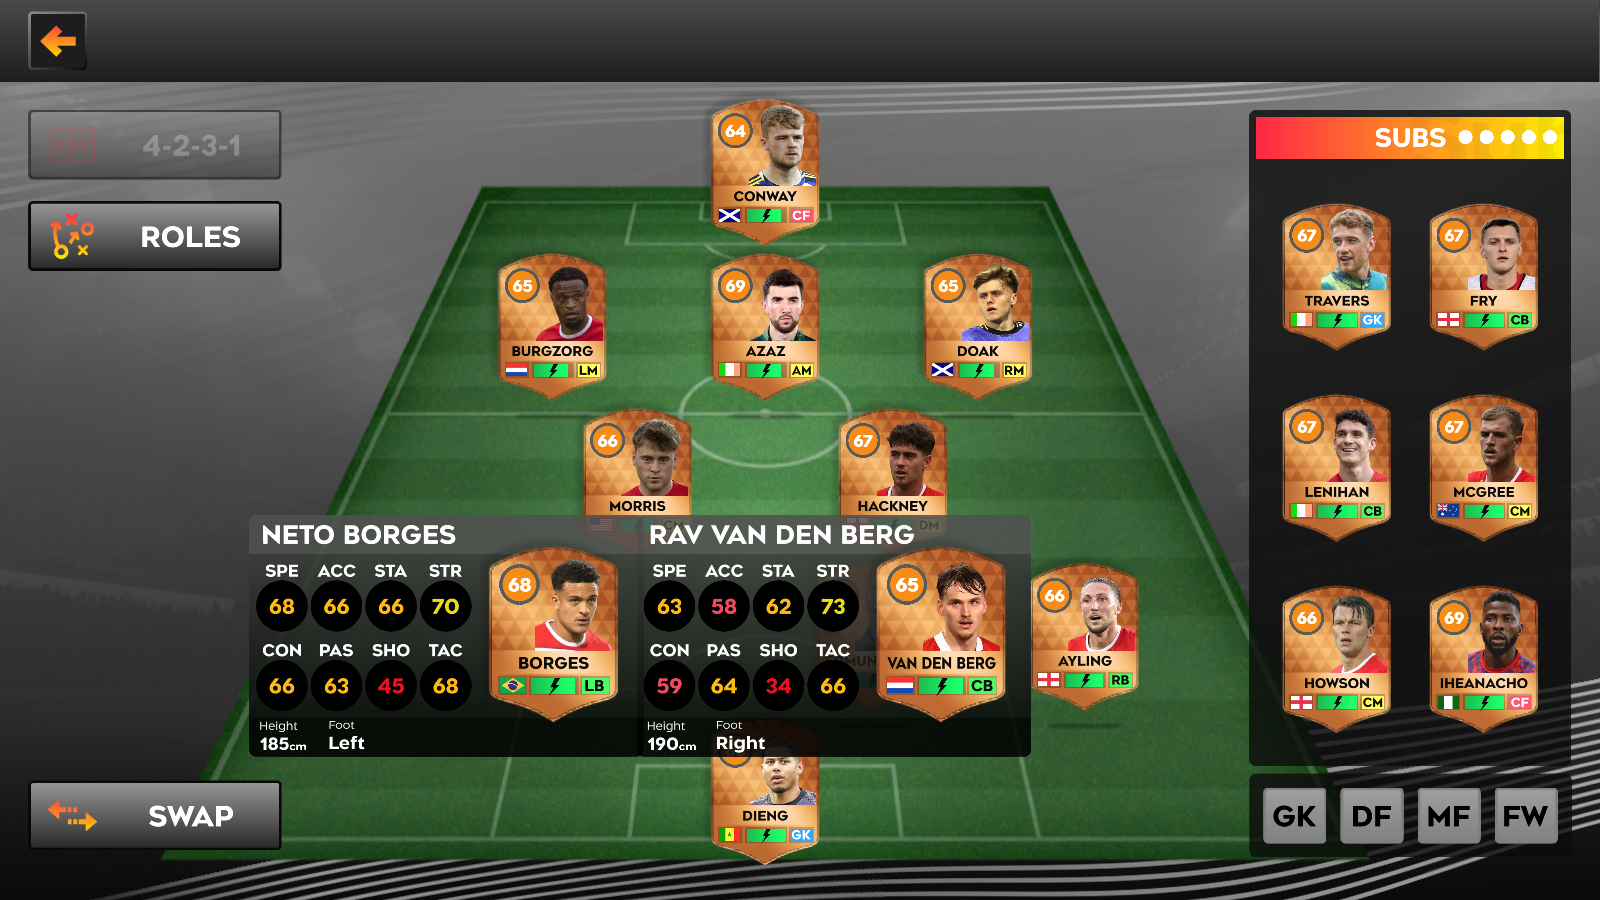 4-2-3-1
ROLES
SWAP
64
CONWAY
CF
65
BURGZORG
LM
69
AZAZ
AM
65
DOAK
RM
66
MORRIS
CM
67
HACKNEY
DM
NETO BORGES
SPE ACC STA STR
68 66 66 70
CON PAS SHO TAC
66 63 45 68
Height Foot
185cm Left
68
BORGES
LB
RAV VAN DEN BERG
SPE ACC STA STR
63 58 62 73
CON PAS SHO TAC
59 64 34 66
Height Foot
190cm Right
65
VAN DEN BERG
CB
66
AYLING
RB
DIENG
GK
SUBS
67
TRAVERS
GK
67
FRY
CB
67
LENIHAN
CB
67
MCGREE
CM
66
HOWSON
CM
69
IHEANACHO
CF
GK DF MF FW